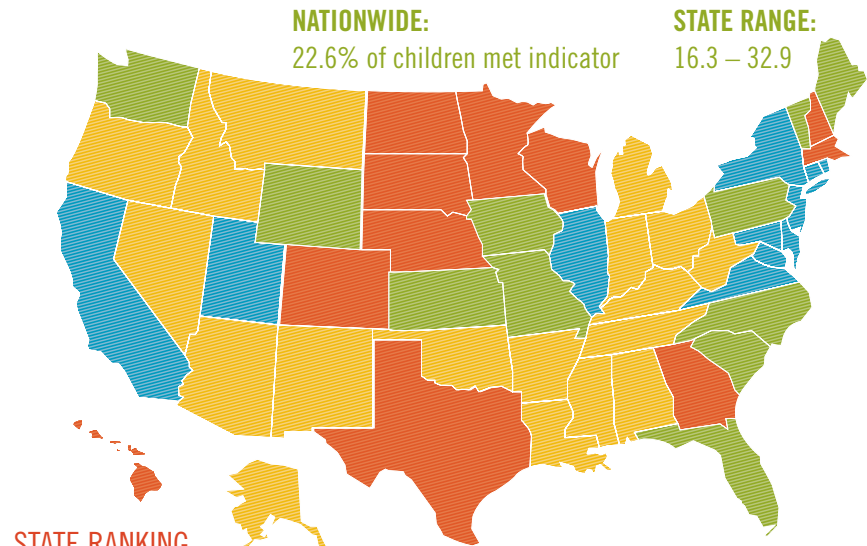 NATIONWIDE:
22.6% of children met indicator
STATE RANGE:
16.3 – 32.9
STATE RANKING